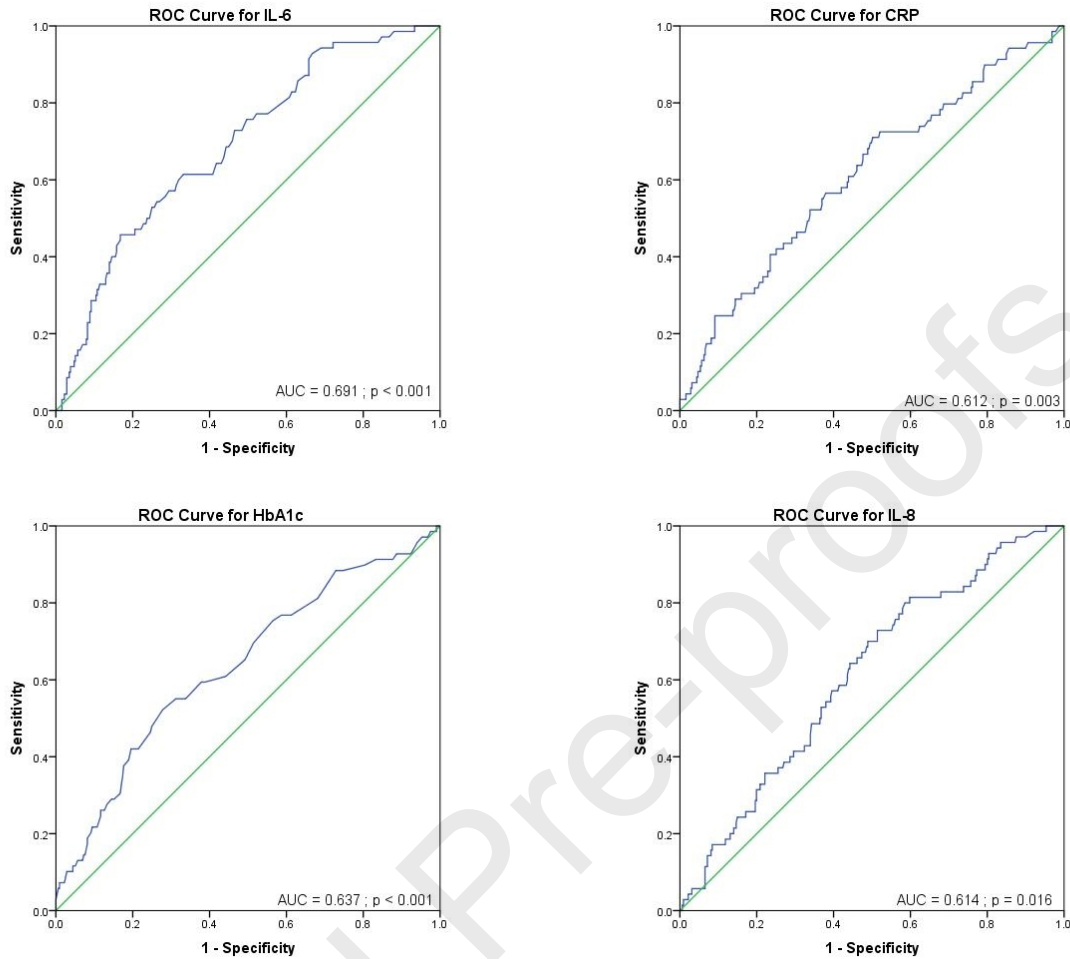 ROC Curve for IL-6
1.0
0.8
0.6
0.4
0.2
0.0
Sensitivity
0.0 0.2 0.4 0.6 0.8 1.0
1 - Specificity
AUC = 0.691 ; p < 0.001
ROC Curve for CRP
1.0
0.8
0.6
0.4
0.2
0.0
Sensitivity
0.0 0.2 0.4 0.6 0.8 1.0
1 - Specificity
AUC = 0.612 ; p = 0.003
ROC Curve for HbA1c
1.0
0.8
0.6
0.4
0.2
0.0
Sensitivity
0.0 0.2 0.4 0.6 0.8 1.0
1 - Specificity
AUC = 0.637 ; p < 0.001
ROC Curve for IL-8
1.0
0.8
0.6
0.4
0.2
0.0
Sensitivity
0.0 0.2 0.4 0.6 0.8 1.0
1 - Specificity
AUC = 0.614 ; p = 0.016
Pre-proofs